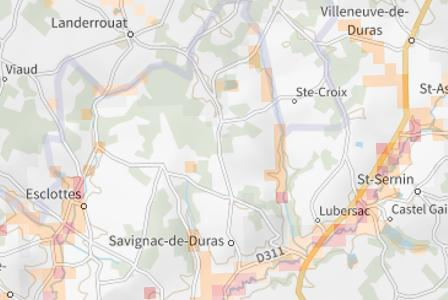 Villeneuve-de-
Duras
Landerrouat
Viaud
Ste-Croix
St-As
St-Sernin
Esclottes
Lubersac
Castel Gai
Savignac-de-Duras
D311
e-